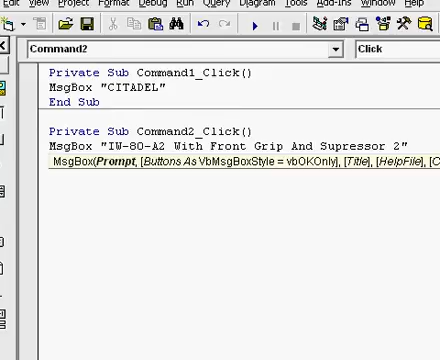 Edit View Project Format Debug Run Query Diagram Tools Add-Ins Window Help
Command2 Click
Private Sub Command1_Click()
MsgBox "CITADEL"
End Sub
Private Sub Command2_Click()
MsgBox "IW-80-A2 With Front Grip And Supressor 2"
MsgBox(Prompt, [Buttons As VbMsgBoxStyle = vbOKOnly], [Title], [HelpFile], [C